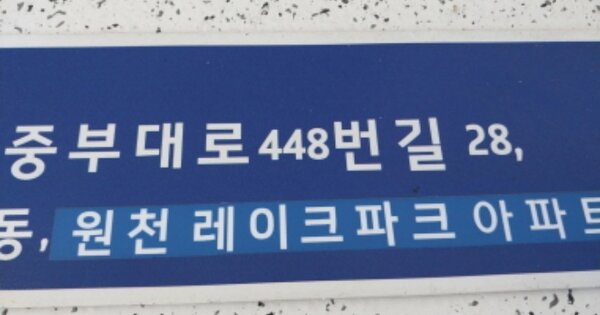 중부대로448번길 28,
동, 원천 레이크파크 아파트